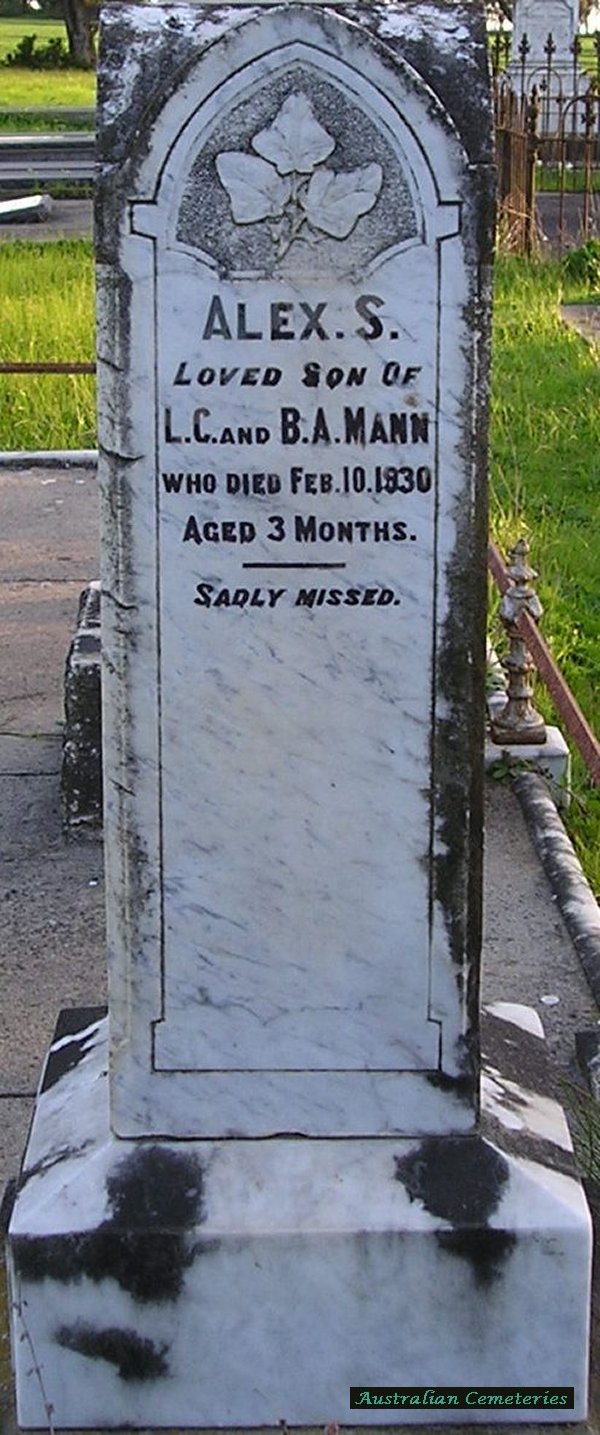 ALEX. S.
LOVED SON OF
L.C. AND B.A. MANN
WHO DIED FEB. 10. 1930
AGED 3 MONTHS.
SADLY MISSED.
Australian Cemeteries